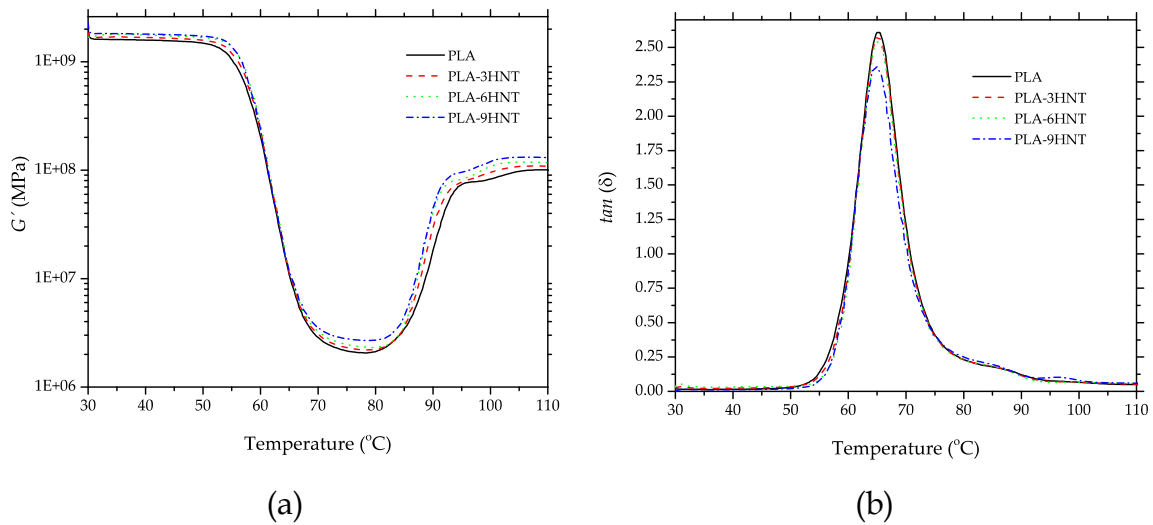 1E+09
1E+08
1E+07
1E+06
G´ (MPa)
PLA
PLA-3HNT
PLA-6HNT
PLA-9HNT
30 40 50 60 70 80 90 100 110
Temperature (°C)
(a)
2.50
2.25
2.00
1.75
1.50
1.25
1.00
0.75
0.50
0.25
0.00
tan (δ)
PLA
PLA-3HNT
PLA-6HNT
PLA-9HNT
30 40 50 60 70 80 90 100 110
Temperature (°C)
(b)